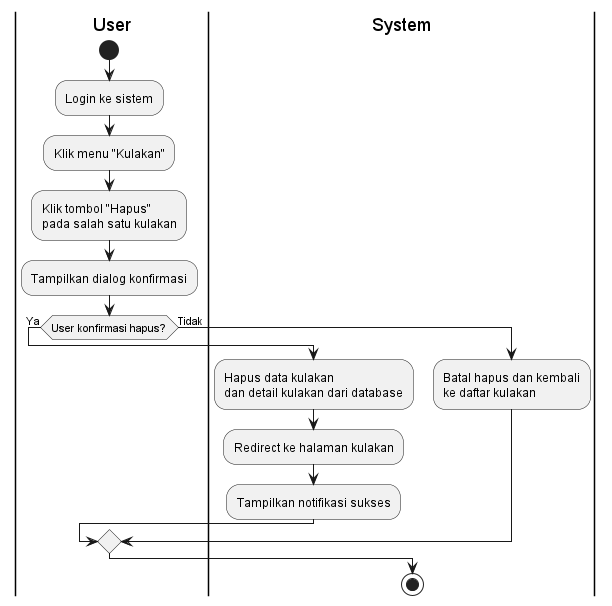 User
System
Login ke sistem
Klik menu "Kulakan"
Klik tombol "Hapus"
pada salah satu kulakan
Tampilkan dialog konfirmasi
Ya
User konfirmasi hapus?
Tidak
Hapus data kulakan
dan detail kulakan dari database
Batal hapus dan kembali
ke daftar kulakan
Redirect ke halaman kulakan
Tampilkan notifikasi sukses